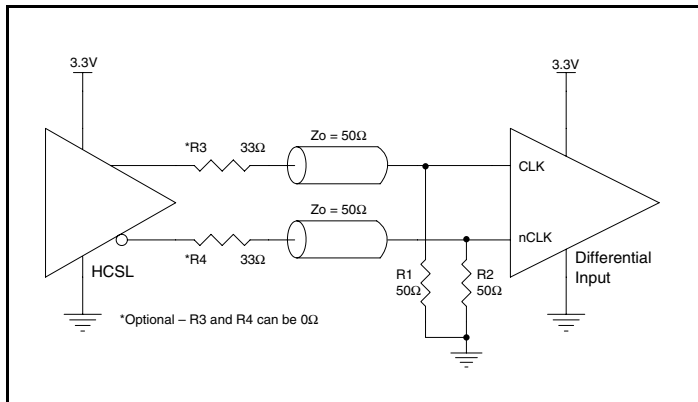 3.3V
3.3V
*R3 33Ω
Zo = 50Ω
CLK
Zo = 50Ω
nCLK
HCSL
*R4 33Ω
R1
50Ω
R2
50Ω
Differential
Input
*Optional – R3 and R4 can be 0Ω